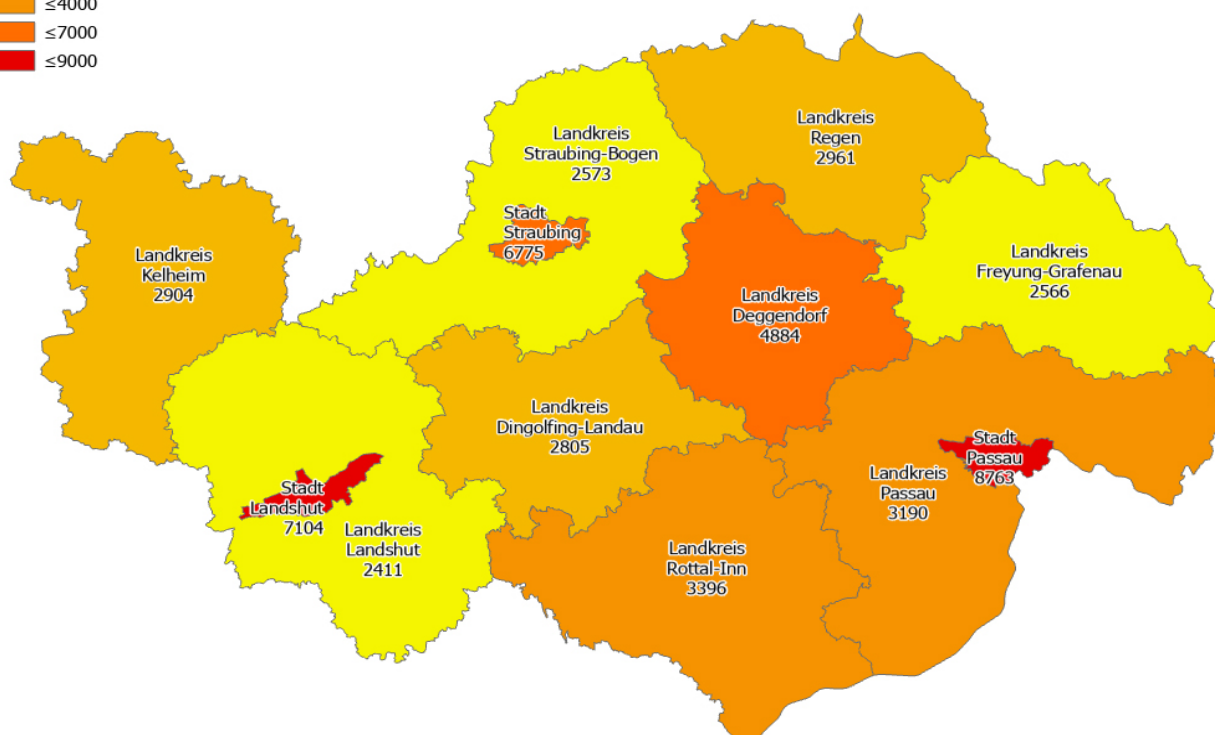 ≤4000
≤7000
≤9000
Landkreis
Regen
2961
Landkreis
Straubing-Bogen
2573
Stadt
Straubing
6775
Landkreis
Kelheim
2904
Landkreis
Freyung-Grafenau
2566
Landkreis
Deggendorf
4884
Landkreis
Dingolfing-Landau
2805
Stadt
Passau
8763
Landkreis
Passau
3190
Stadt
Landshut
7104
Landkreis
Landshut
2411
Landkreis
Rottal-Inn
3396